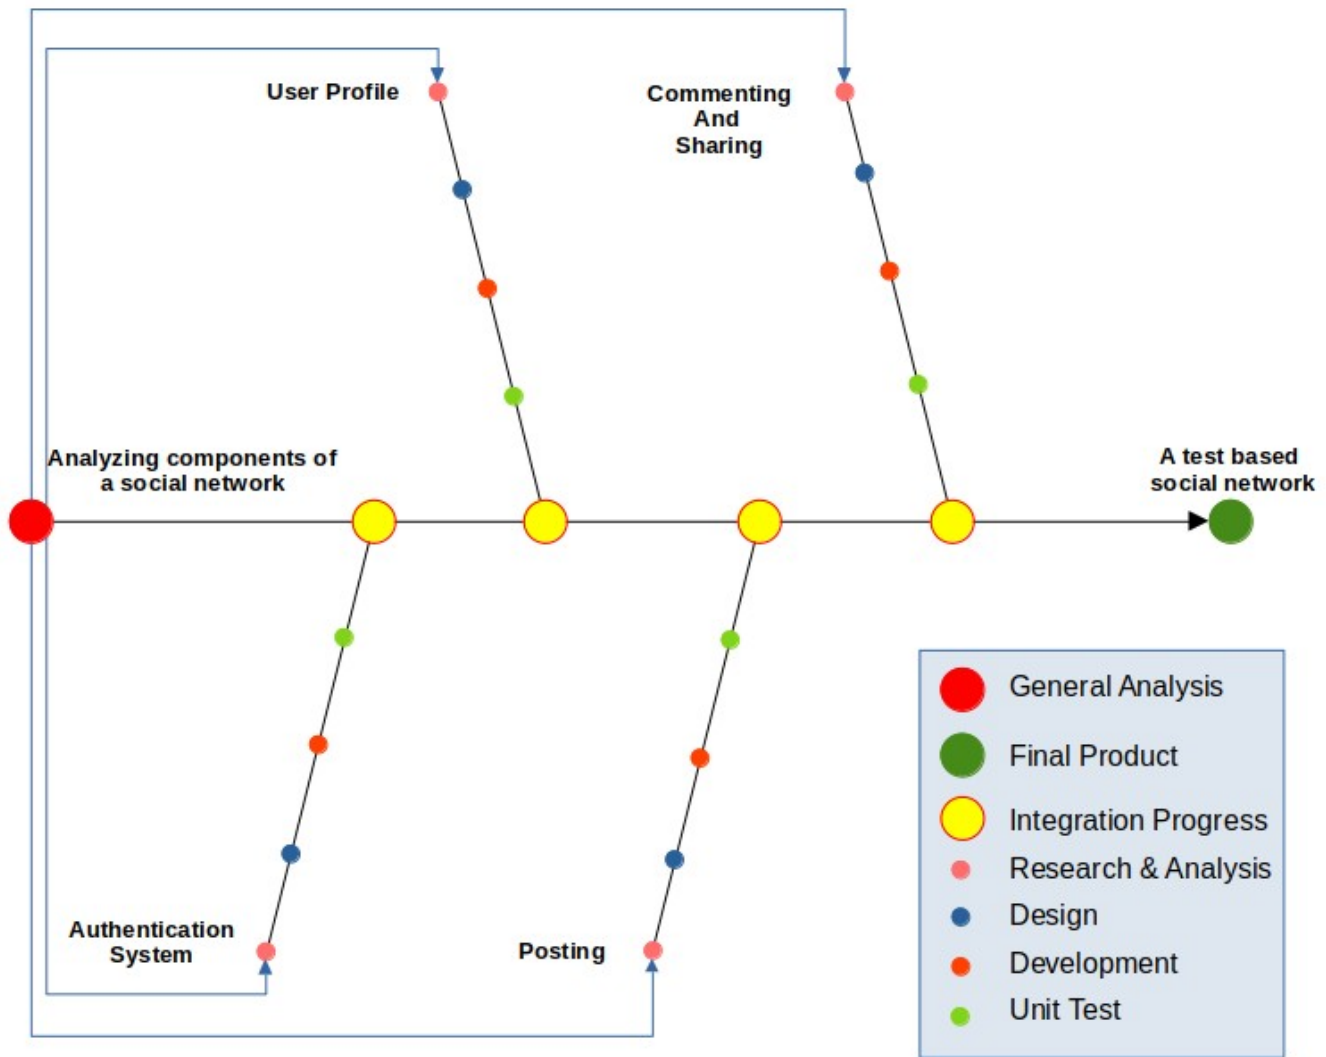 User Profile
Commenting
And
Sharing
Analyzing components of
a social network
A test based
social network
Authentication
System
Posting
General Analysis
Final Product
Integration Progress
Research & Analysis
Design
Development
Unit Test